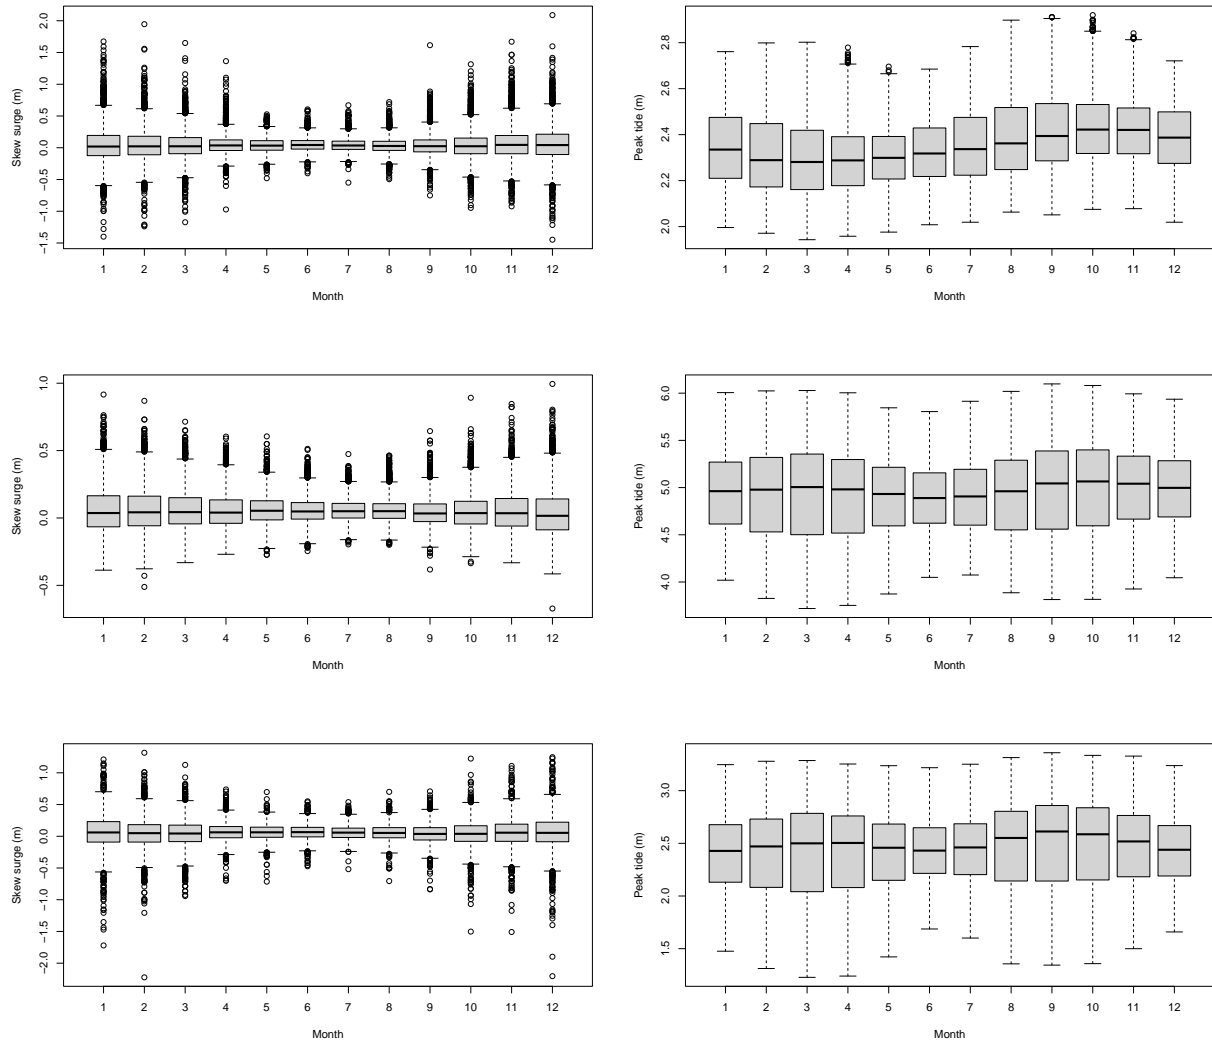 2.0
1.5
1.0
0.5
0.0
−0.5
−1.0
−1.5
Skew surge (m)
1 2 3 4 5 6 7 8 9 10 11 12
Month
2.8
2.6
2.4
2.2
2.0
Peak tide (m)
1 2 3 4 5 6 7 8 9 10 11 12
Month
1.0
0.5
0.0
−0.5
Skew surge (m)
1 2 3 4 5 6 7 8 9 10 11 12
Month
6.0
5.5
5.0
4.5
4.0
Peak tide (m)
1 2 3 4 5 6 7 8 9 10 11 12
Month
1.0
0.5
0.0
−0.5
−1.0
−1.5
−2.0
Skew surge (m)
1 2 3 4 5 6 7 8 9 10 11 12
Month
3.0
2.5
2.0
1.5
Peak tide (m)
1 2 3 4 5 6 7 8 9 10 11 12
Month